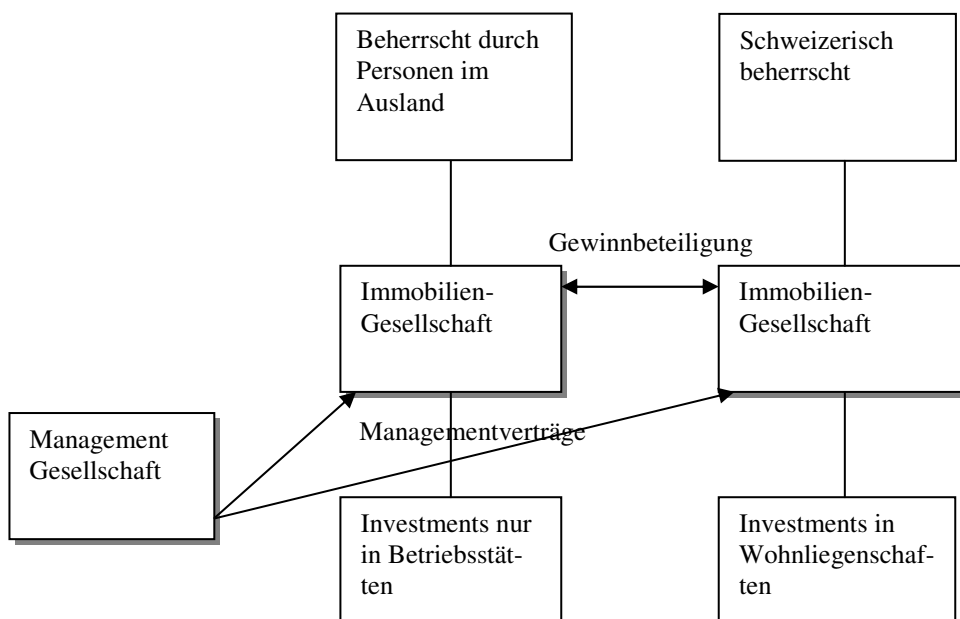 Beherrscht durch
Personen im
Ausland
Schweizerisch
beherrscht
Gewinnbeteiligung
Immobilien-
Gesellschaft
Immobilien-
Gesellschaft
Managementverträge
Management
Gesellschaft
Investments nur
in Betriebsstät-
ten
Investments in
Wohnliegenschaf-
ten